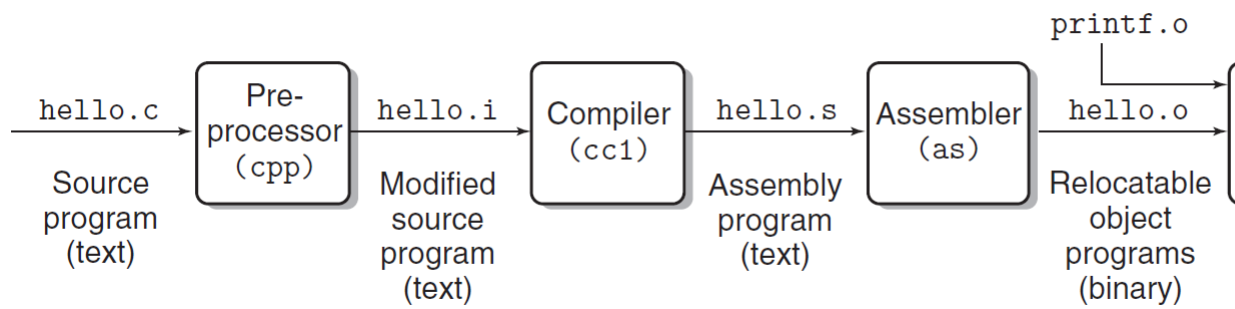 printf.o
hello.c
Pre-
processor
(cpp)
hello.i
Compiler
(cc1)
hello.s
Assembler
(as)
hello.o
Source
program
(text)
Modified
source
program
(text)
Assembly
program
(text)
Relocatable
object
programs
(binary)